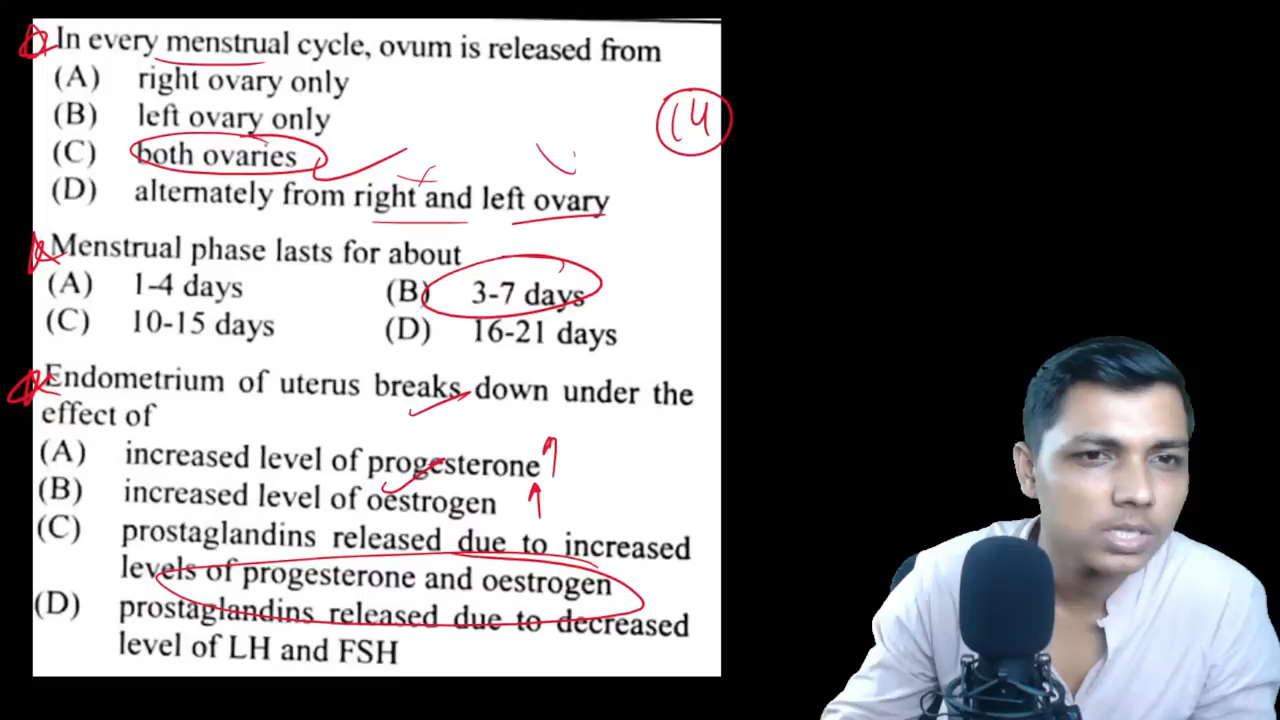 In every menstrual cycle, ovum is released from
(A) right ovary only
(B) left ovary only
(C) both ovaries
(D) alternately from right and left ovary
14
Menstrual phase lasts for about
(A) 1-4 days (B) 3-7 days
(C) 10-15 days (D) 16-21 days
Endometrium of uterus breaks down under the
effect of
(A) increased level of progesterone
(B) increased level of oestrogen
(C) prostaglandins released due to increased
levels of progesterone and oestrogen
(D) prostaglandins released due to decreased
level of LH and FSH